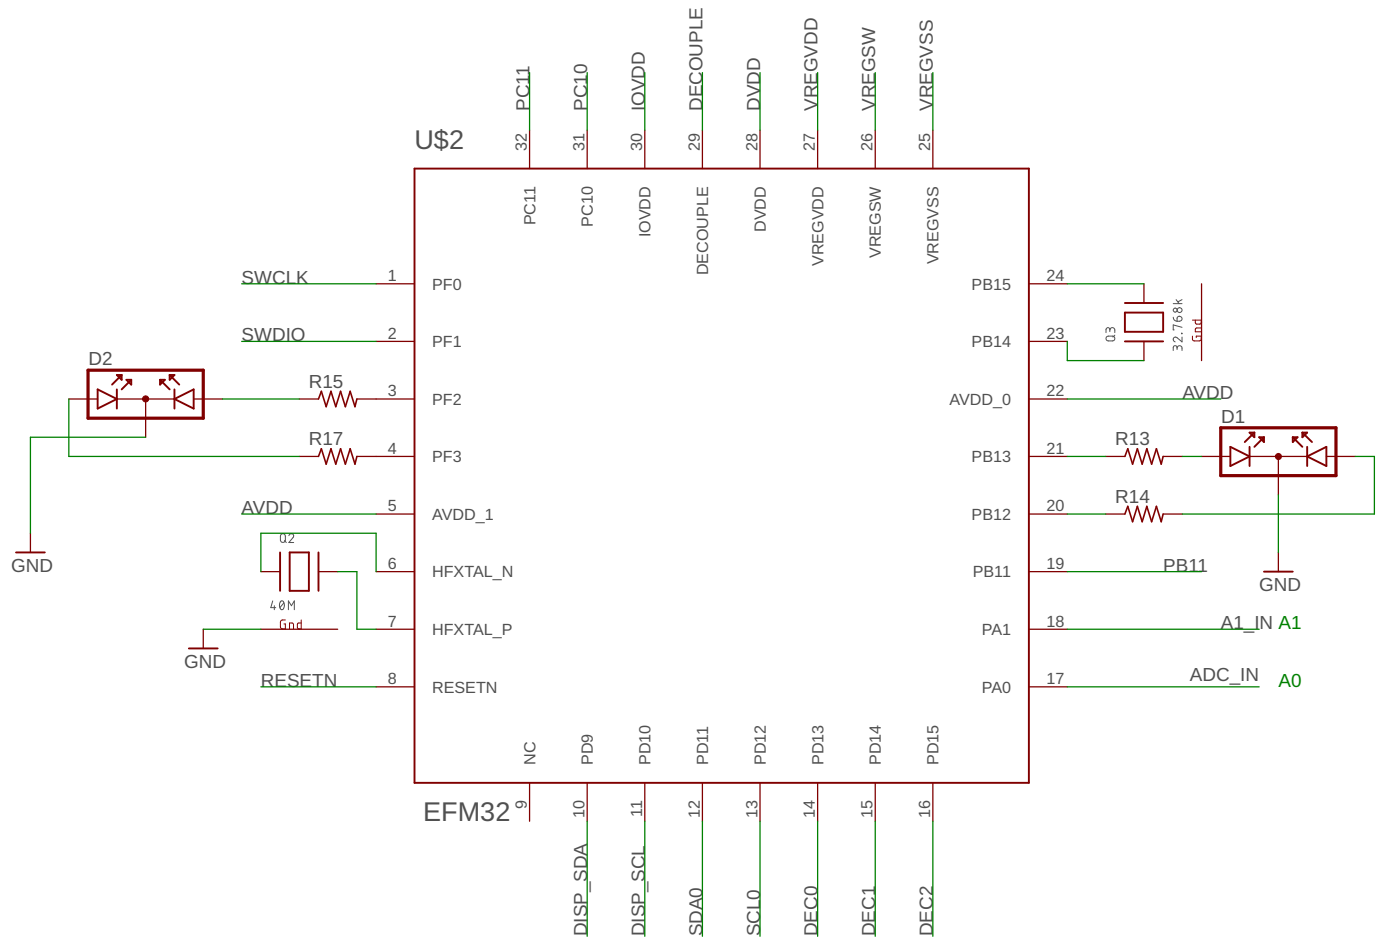 PC11
PC10
IOVDD
DECOUPLE
DVDD
VREGVDD
VREGSW
VREGVSS
U$2
32
31
30
29
28
27
26
25
PC11
PC10
IOVDD
DECOUPLE
DVDD
VREGVDD
VREGSW
VREGVSS
SWCLK 1 PF0
PB15 24
SWDIO 2 PF1
PB14 23
Q3
32.768k
Gnd
D2
R15 3 PF2
AVDD_0 22 AVDD
D1
R17 4 PF3
PB13 21 R13
AVDD 5 AVDD_1
PB12 20 R14
GND
Q2
6 HFXTAL_N
PB11 19 PB11
GND
40M
Gnd
7 HFXTAL_P
PA1 18 A1_IN A1
GND
RESETN 8 RESETN
PA0 17 ADC_IN A0
NC
PD9
PD10
PD11
PD12
PD13
PD14
PD15
EFM32
9
10
11
12
13
14
15
16
DISP_SDA
DISP_SCL
SDA0
SCL0
DEC0
DEC1
DEC2